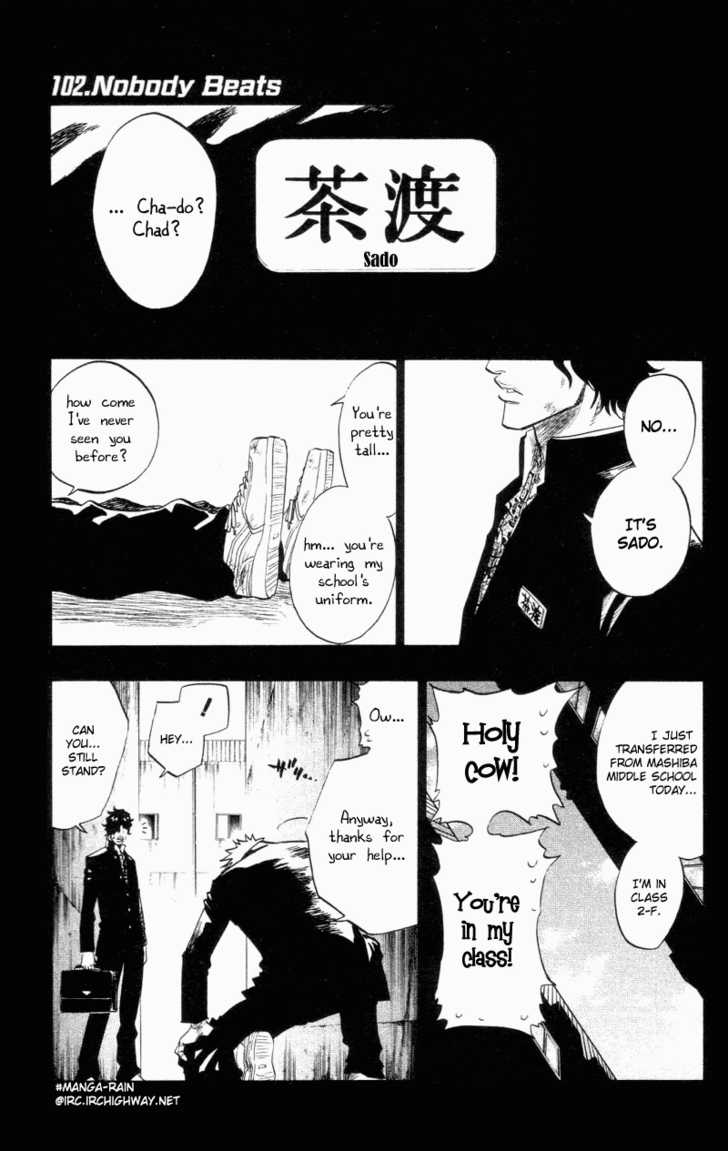 102.Nobody Beats
茶渡
Sado
... Cha-do?
Chad?
NO...
IT'S
SADO.
You're
pretty
tall...
hm... you're
wearing my
school's
uniform.
how come
I've never
seen you
before?
I JUST
TRANSFERRED
FROM MASHIBA
MIDDLE SCHOOL
TODAY...
I'M IN
CLASS
2-F.
Holy
cow!
You're
in my
class!
Ow...
Anyway,
thanks for
your help...
!
HEY...
CAN
YOU...
STILL
STAND?
#MANGA-RAIN
@IRC.IRCHIGHWAY.NET